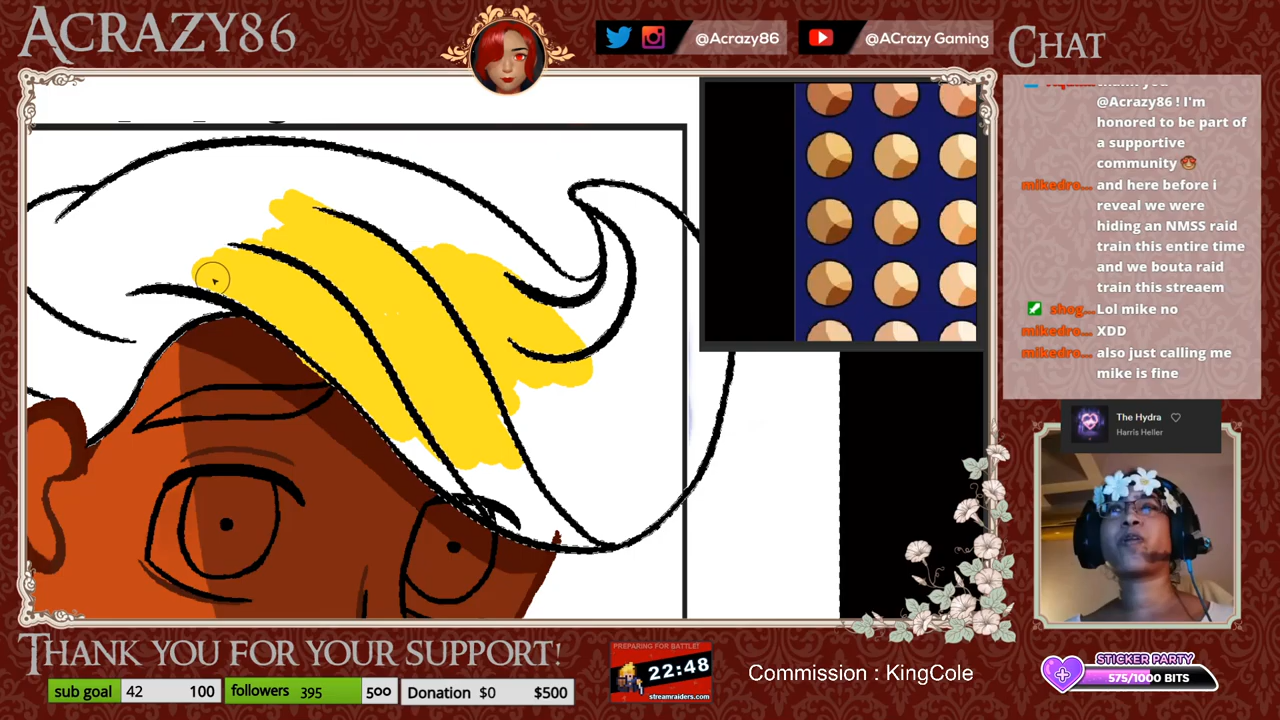 ACRAZY86
@Acrazy86
@ACrazy Gaming
CHAT
@Acrazy86 ! I'm
honored to be part of
a supportive
community
mikedro... and here before i
reveal we were
hiding an NMSS raid
train this entire time
and we bouta raid
train this streaem
shog... Lol mike no
mikedro... XDD
mikedro... also just calling me
mike is fine
The Hydra
Harris Heller
THANK YOU FOR YOUR SUPPORT!
sub goal 42 100
followers 395 500
Donation $0 $500
PREPARING FOR BATTLE!
22:48
streamraiders.com
Commission : KingCole
STICKER PARTY
575/1000 BITS